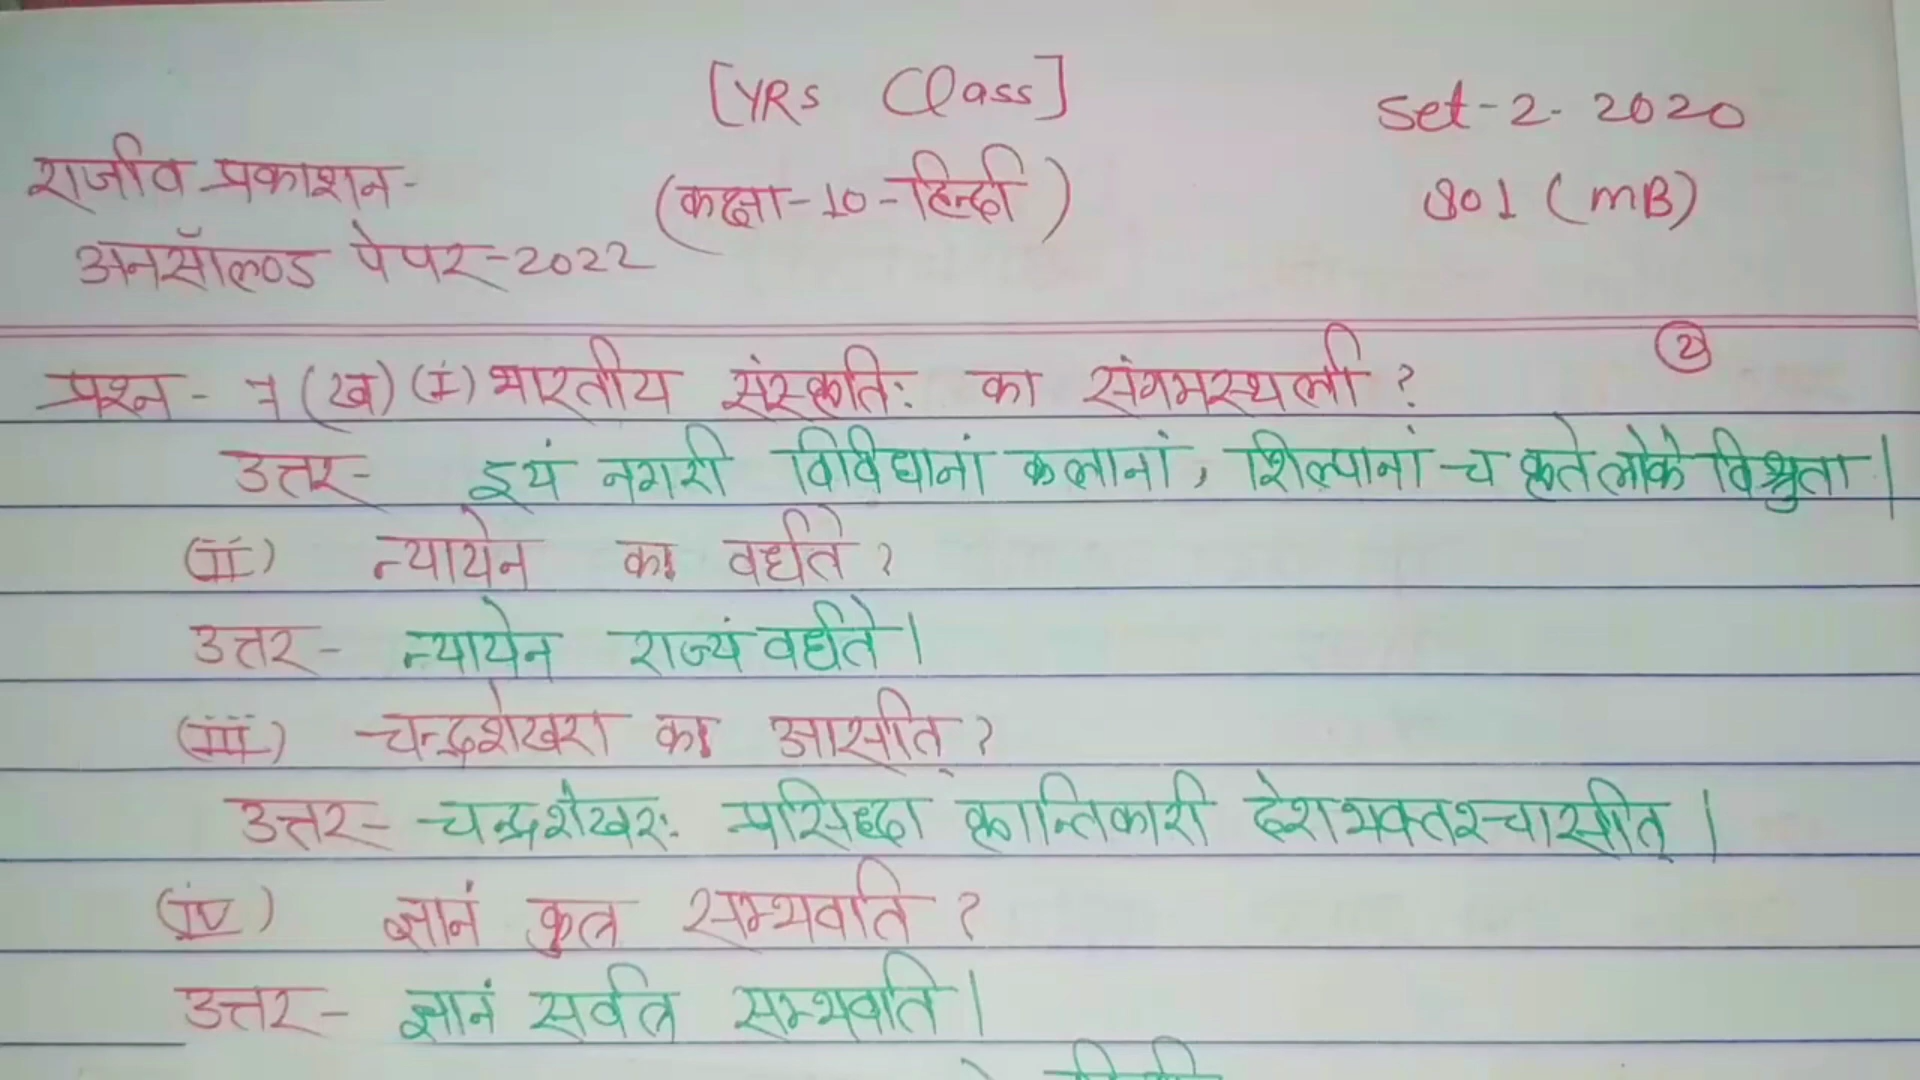 [YRs Class]
Set-2. 2020
राजीव प्रकाशन-
(कक्षा-10-हिन्दी)
801 (MB)
अनसॉल्वड पेपर-2022
②
प्रश्न- 7 (ख) (i) भारतीय संस्कृतिः का संगमस्थली ?
उत्तर- इयं नगरी विविधानां कलानां, शिल्पानां च कृते लोके विश्रुता।
(ii) न्यायेन का वर्धते ?
उत्तर- न्यायेन राज्यं वर्धते।
(iii) चन्द्रशेखरा का आसीत् ?
उत्तर- चन्द्रशेखरः प्रसिद्धा क्रान्तिकारी देशभक्तश्चासीत्।
(iv) ज्ञानं कुत्र सम्भवति ?
उत्तर- ज्ञानं सर्वत्र सम्भवति।